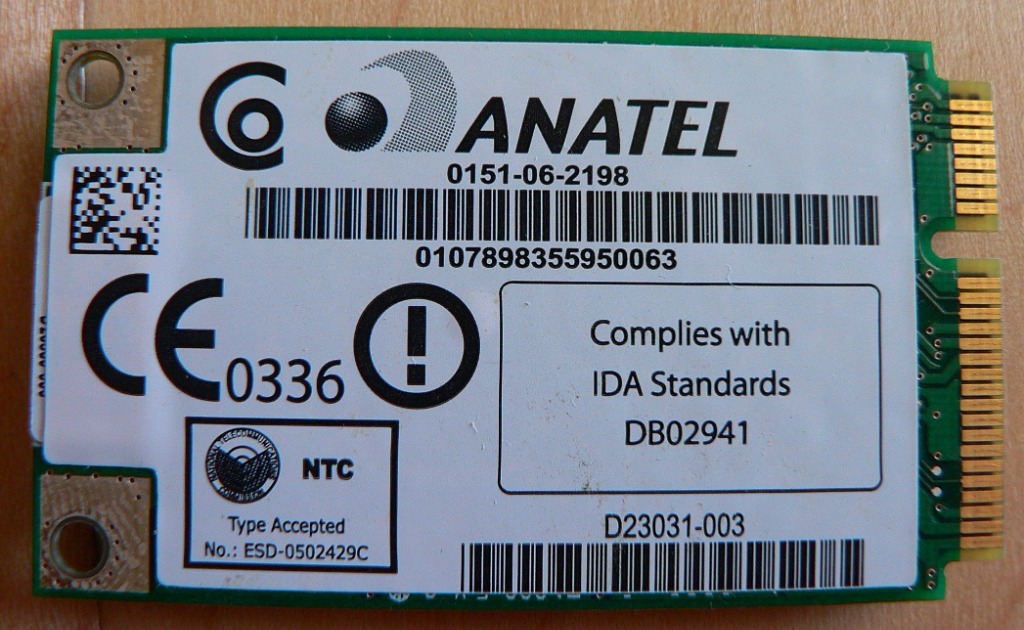 ANATEL
0151-06-2198
0107898355950063
CE 0336
!
Complies with
IDA Standards
DB02941
NTC
Type Accepted
No.: ESD-0502429C
D23031-003